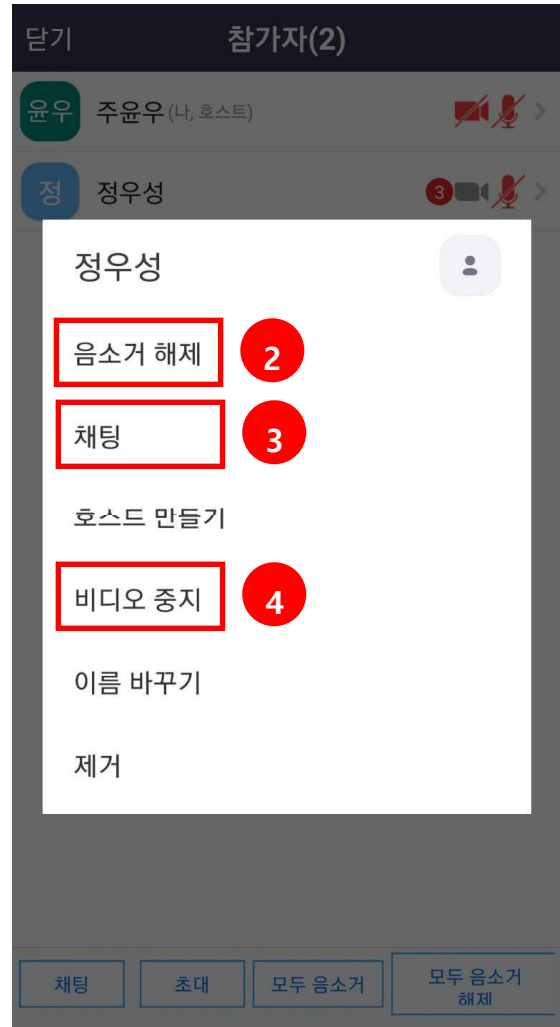 닫기 참가자(2)
윤우 주윤우(나, 호스트)
정 정우성 3
정우성
음소거 해제 2
채팅 3
호스트 만들기
비디오 중지 4
이름 바꾸기
제거
채팅 초대 모두 음소거 모두 음소거
해제